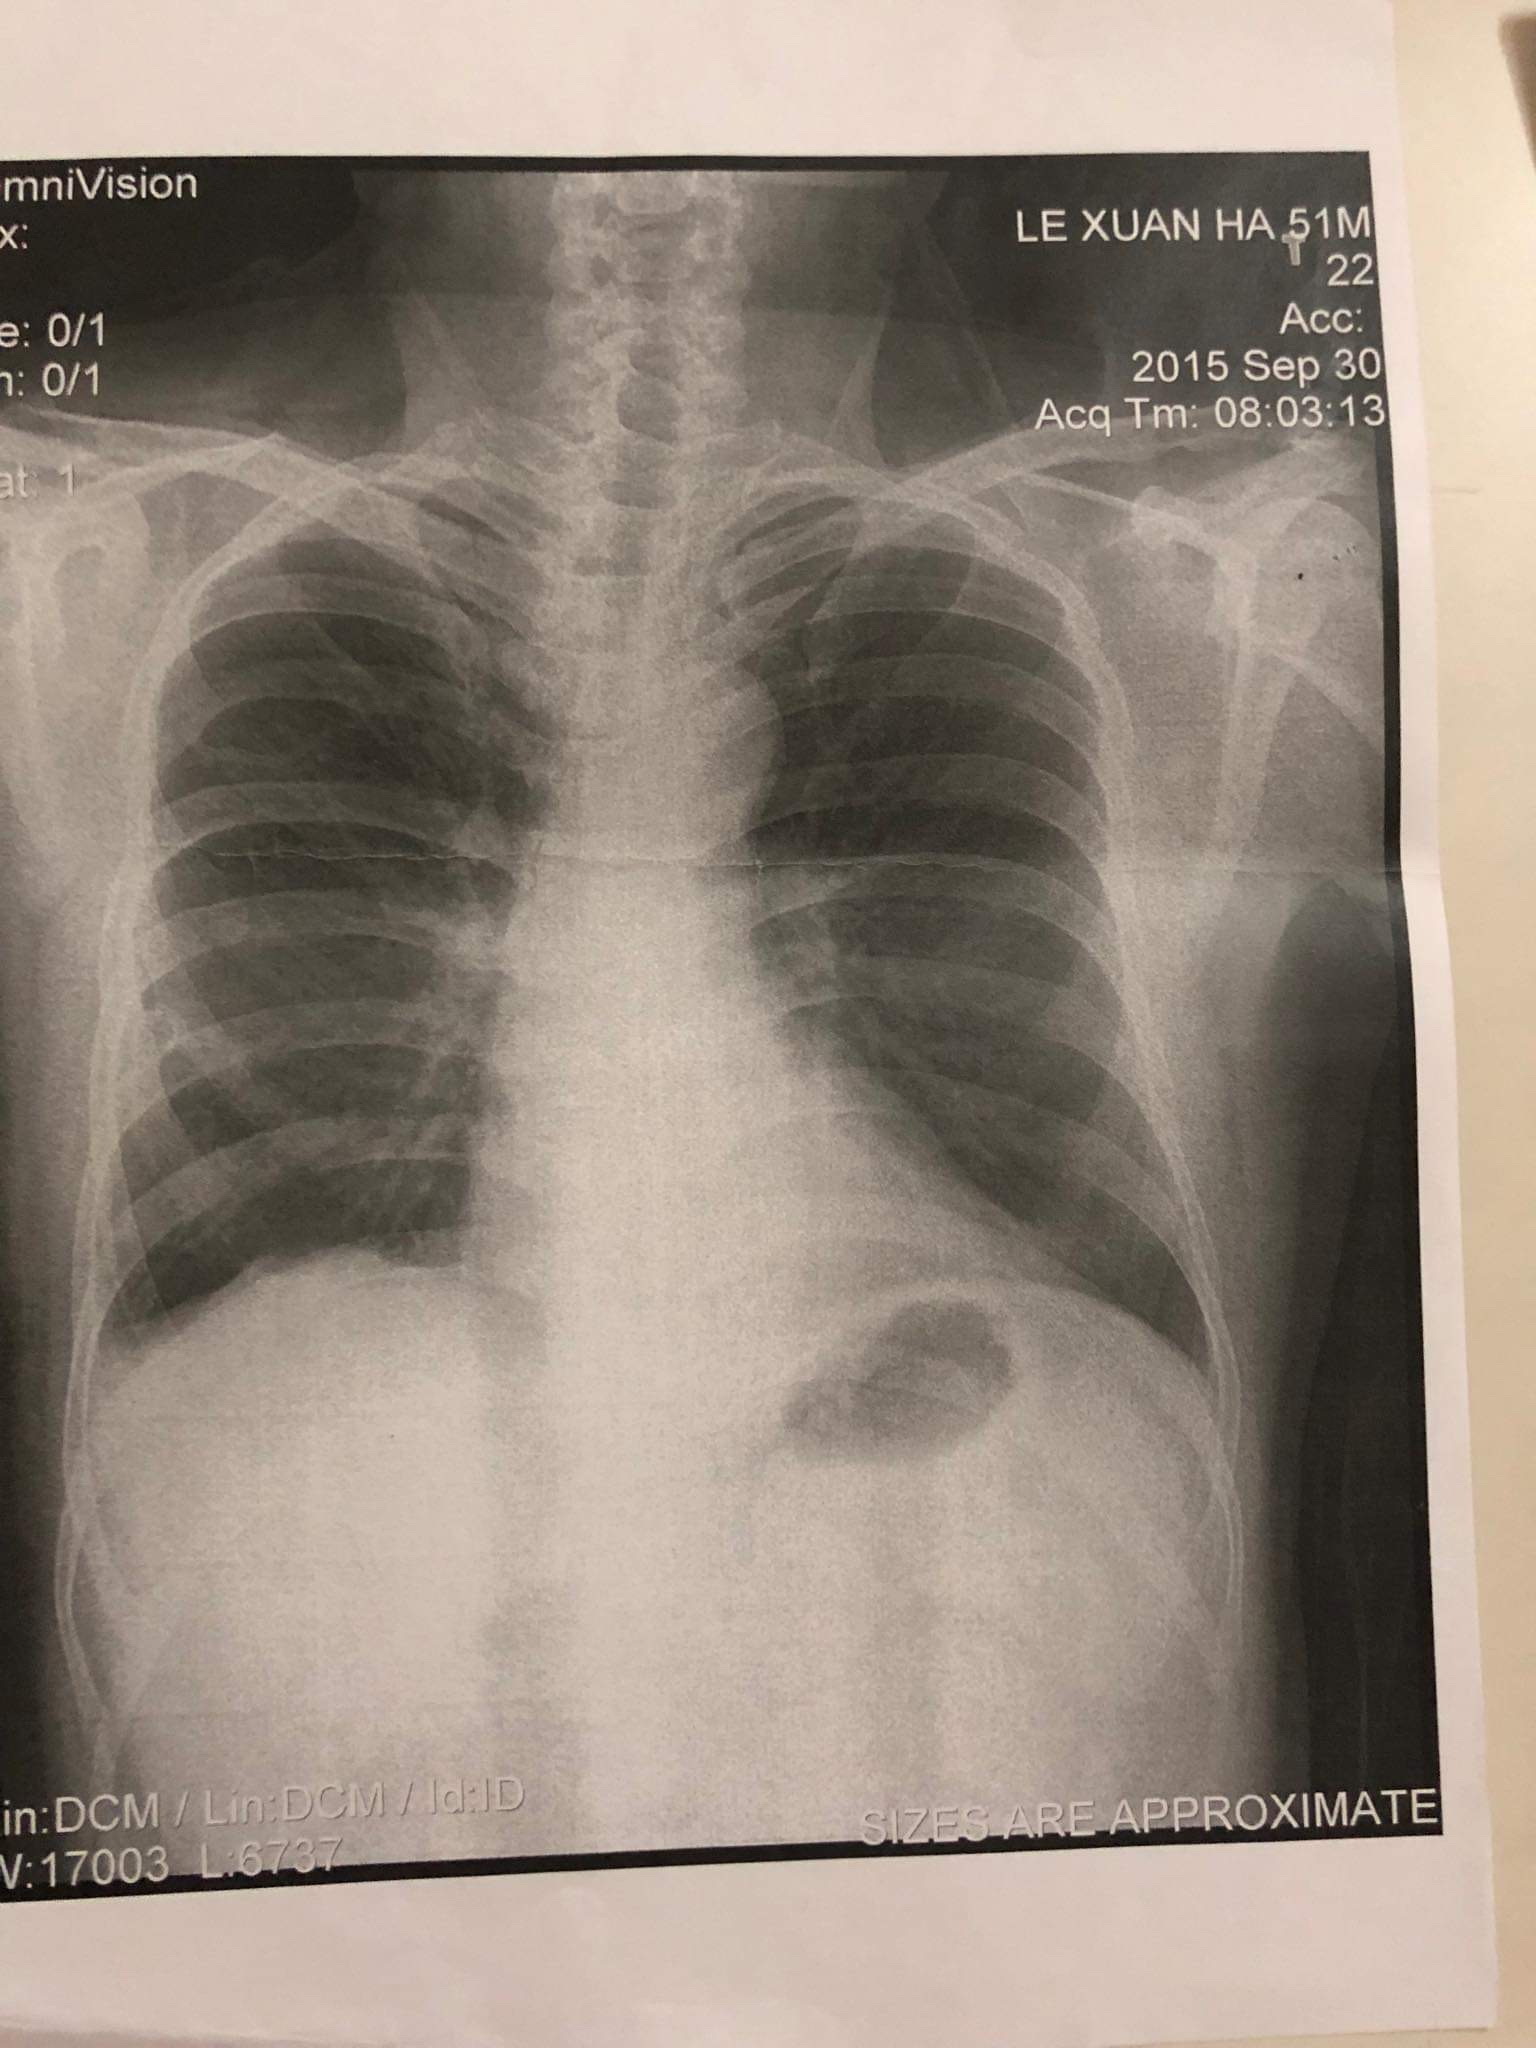 mniVision
x:
e: 0/1
n: 0/1
at: 1
LE XUAN HA 51M
T
22
Acc:
2015 Sep 30
Acq Tm: 08:03:13
in:DCM / Lin:DCM / Id:ID
W:17003 L:6737
SIZES ARE APPROXIMATE